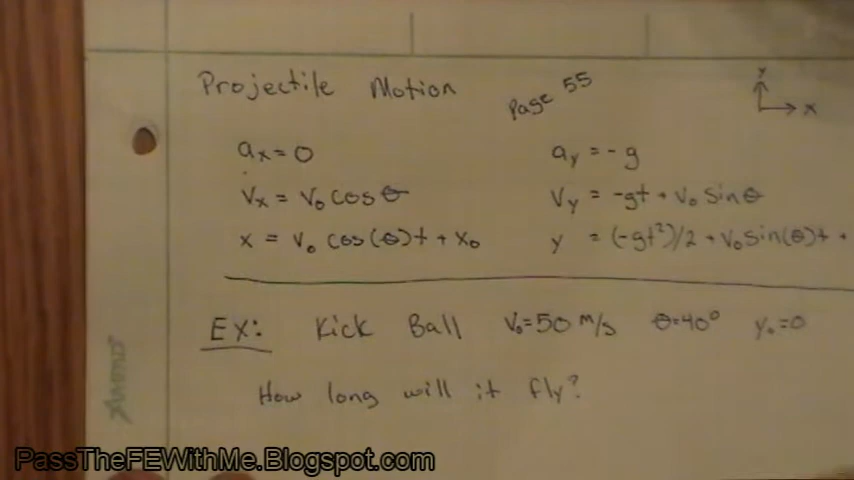 Projectile Motion Page 55
y
x
ax = 0 ay = -g
Vx = V0 cos θ Vy = -gt + V0 sin θ
x = V0 cos(θ)t + x0 y = (-gt²)/2 + V0 sin(θ)t +
EX: Kick Ball V0=50 m/s θ=40° y0=0
How long will it fly?
PassTheFEWithMe.Blogspot.com